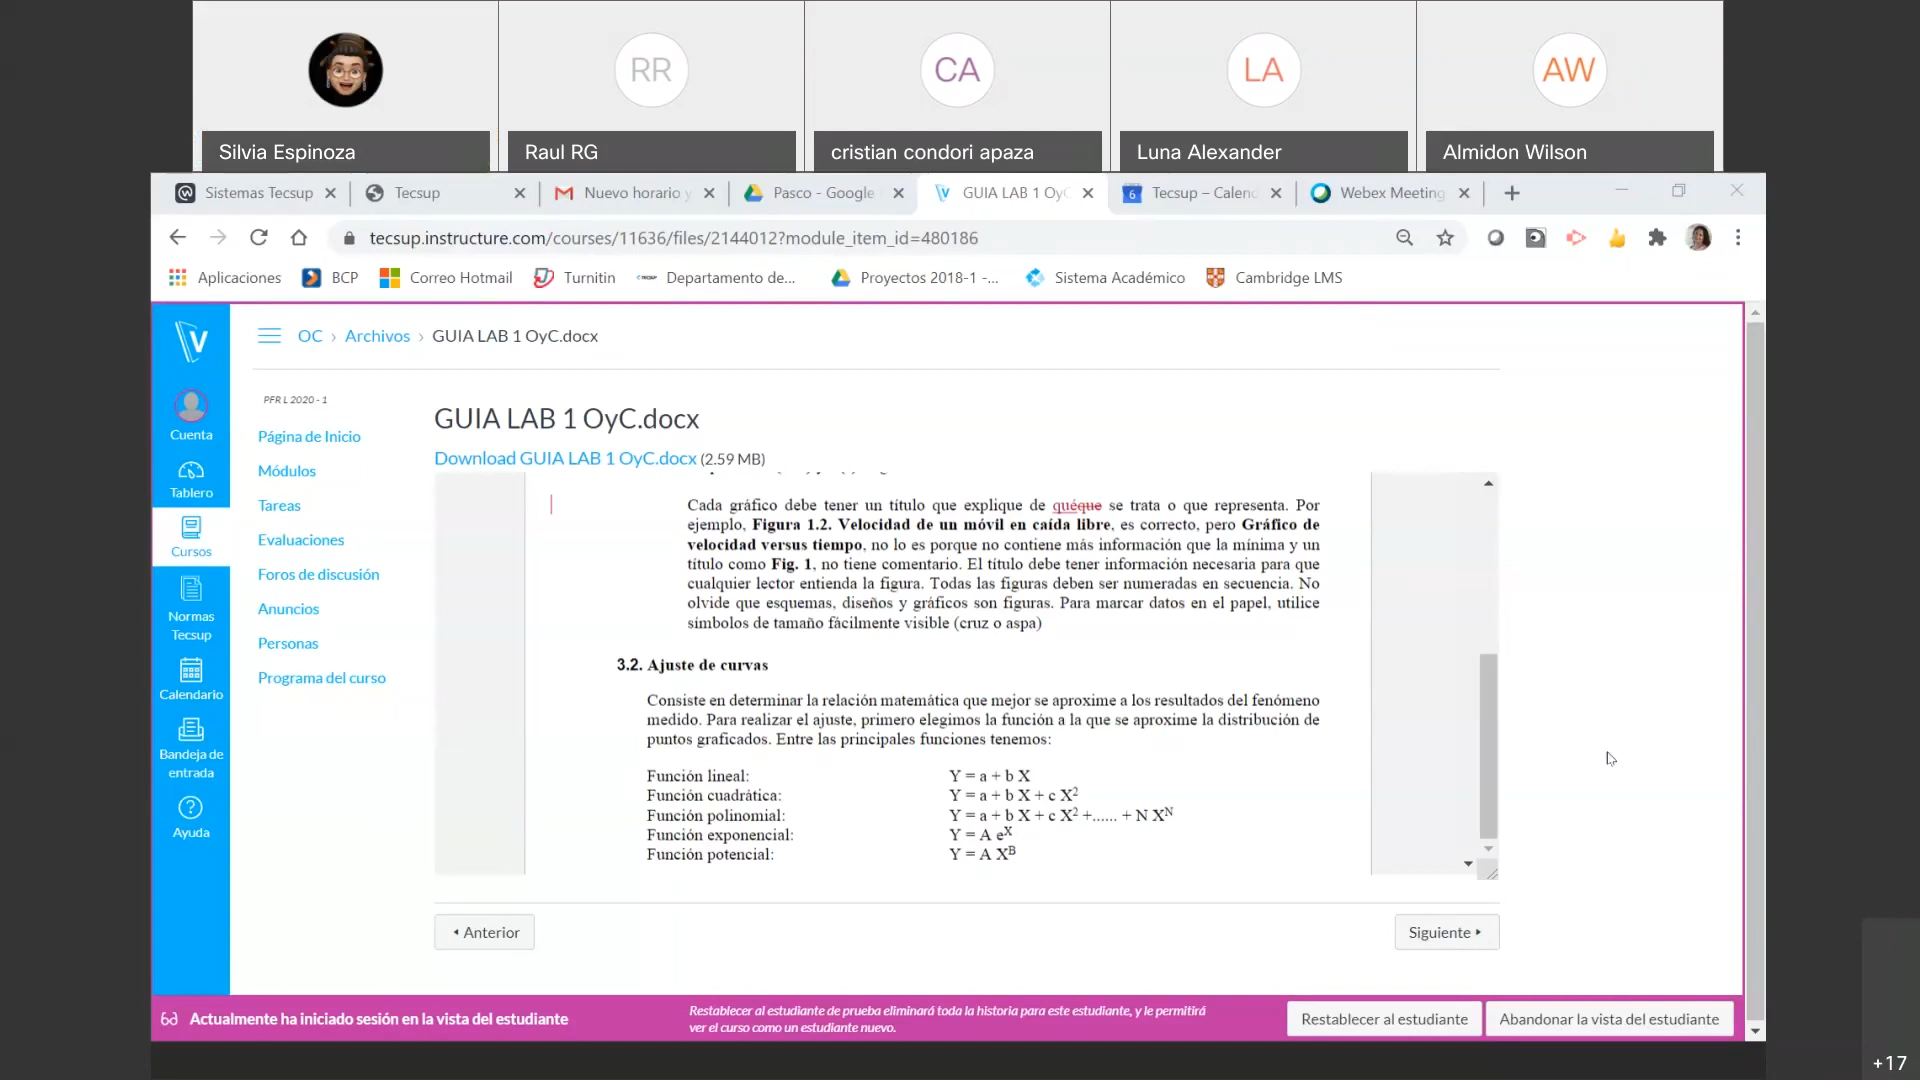 RR
CA
LA
AW
Silvia Espinoza
Raul RG
cristian condori apaza
Luna Alexander
Almidon Wilson
Sistemas Tecsup
Tecsup
Nuevo horario y
Pasco - Google
GUIA LAB 1 OyC
6
Tecsup – Calend
Webex Meeting
tecsup.instructure.com/courses/11636/files/2144012?module_item_id=480186
Aplicaciones
BCP
Correo Hotmail
Turnitin
Departamento de...
Proyectos 2018-1 -...
Sistema Académico
Cambridge LMS
OC › Archivos › GUIA LAB 1 OyC.docx
Cuenta
Tablero
Cursos
Normas
Tecsup
Calendario
Bandeja de
entrada
Ayuda
PFR L 2020 - 1
Página de Inicio
Módulos
Tareas
Evaluaciones
Foros de discusión
Anuncios
Personas
Programa del curso
GUIA LAB 1 OyC.docx
Download GUIA LAB 1 OyC.docx (2.59 MB)
Cada gráfico debe tener un título que explique de quéque se trata o que representa. Por
ejemplo, Figura 1.2. Velocidad de un móvil en caída libre, es correcto, pero Gráfico de
velocidad versus tiempo, no lo es porque no contiene más información que la mínima y un
título como Fig. 1, no tiene comentario. El título debe tener información necesaria para que
cualquier lector entienda la figura. Todas las figuras deben ser numeradas en secuencia. No
olvide que esquemas, diseños y gráficos son figuras. Para marcar datos en el papel, utilice
símbolos de tamaño fácilmente visible (cruz o aspa)
3.2. Ajuste de curvas
Consiste en determinar la relación matemática que mejor se aproxime a los resultados del fenómeno
medido. Para realizar el ajuste, primero elegimos la función a la que se aproxime la distribución de
puntos graficados. Entre las principales funciones tenemos:
Función lineal: Y = a + b X
Función cuadrática: Y = a + b X + c X²
Función polinomial: Y = a + b X + c X² +...... + N Xᴺ
Función exponencial: Y = A eˣ
Función potencial: Y = A Xᴮ
Anterior
Siguiente
Actualmente ha iniciado sesión en la vista del estudiante
Restablecer al estudiante de prueba eliminará toda la historia para este estudiante, y le permitirá
ver el curso como un estudiante nuevo.
Restablecer al estudiante
Abandonar la vista del estudiante
+17